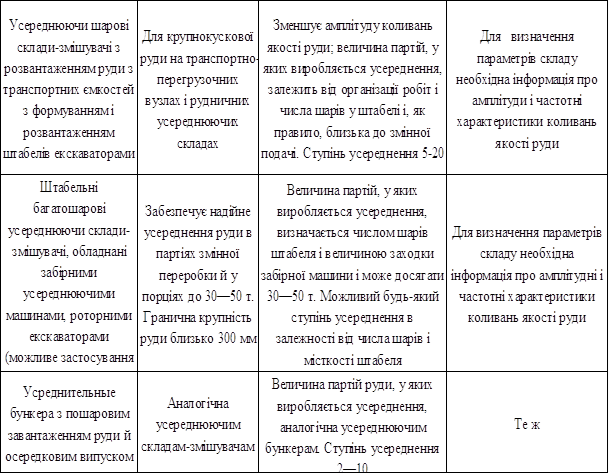 Усереднюючи шарові
склади-змішувачі з
розвантаженням руди з
транспортних ємкостей
з формуванням і
розвантаженням
штабелів екскаваторами
Для крупнокускової
руди на транспортно-
перегрузочних
вузлах і рудничних
усереднюючих
складах
Зменшує амплітуду коливань
якості руди; величина партій, у
яких виробляється усереднення,
залежить від організації робіт і
числа шарів у штабелі і, як
правило, близька до змінної
подачі. Ступінь усереднення 5-20
Для визначення
параметрів складу
необхідна інформація про
амплітуди і частотні
характеристики коливань
якості руди
Штабельні
багатошарові
усереднюючи склади-
змішувачі, обладнані
забірними
усереднюючими
машинами, роторними
екскаваторами
(можливе застосування
Забезпечує надійне
усереднення руди в
партіях змінної
переробки й у
порціях до 30—50 т.
Гранична крупність
руди близько 300 мм
Величина партій, у яких
виробляється усереднення,
визначається числом шарів
штабеля і величиною заходки
забірної машини і може досягати
30—50 т. Можливий будь-який
ступінь усереднення в
залежності від числа шарів і
місткості штабеля
Для визначення параметрів
складу необхідна
інформація про амплітудні і
частотні характеристики
коливань якості руди
Усреднительные
бункера з пошаровим
завантаженням руди й
осередковим випуском
Аналогічна
усереднюючим
складам-змішувачам
Величина партій руди, у яких
виробляється усереднення,
аналогічна усереднюючим
бункерам. Ступінь усереднення
2—10
Те ж